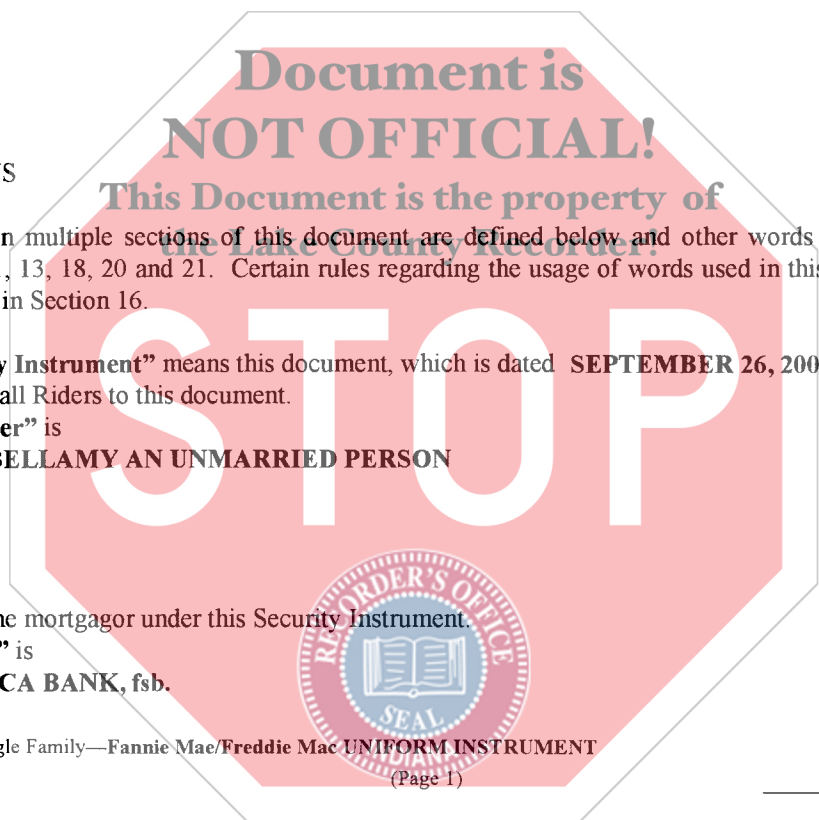 Document is
NOT OFFICIAL!
This Document is the property of
the Lake County Recorder!
S
n multiple sections of this document are defined below and other words
, 13, 18, 20 and 21. Certain rules regarding the usage of words used in this
in Section 16.
y Instrument” means this document, which is dated SEPTEMBER 26, 200
all Riders to this document.
er” is
BELLAMY AN UNMARRIED PERSON
STOP
he mortgagor under this Security Instrument.
” is
CA BANK, fsb.
RECORDER'S OFFICE
SEAL
INDIANA
gle Family—Fannie Mae/Freddie Mac UNIFORM INSTRUMENT
(Page 1)